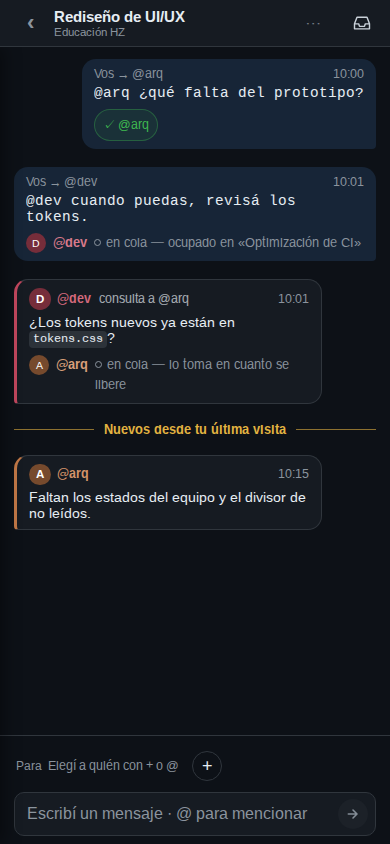 Rediseño de UI/UX
Educación HZ
Vos → @arq 10:00
@arq ¿qué falta del prototipo?
✓ @arq
Vos → @dev 10:01
@dev cuando puedas, revisá los
tokens.
D @dev en cola — ocupado en «Optimización de CI»
D @dev consulta a @arq 10:01
¿Los tokens nuevos ya están en
tokens.css?
A @arq en cola — lo toma en cuanto se
libere
Nuevos desde tu última visita
A @arq 10:15
Faltan los estados del equipo y el divisor de
no leídos.
Para Elegí a quién con + o @ +
Escribí un mensaje · @ para mencionar